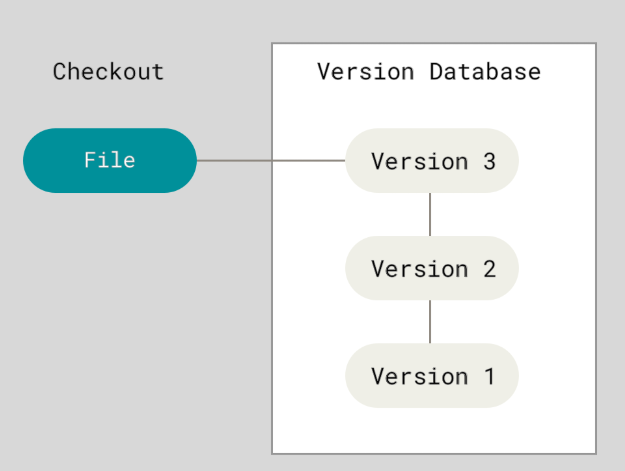 Checkout
Version Database
File
Version 3
Version 2
Version 1